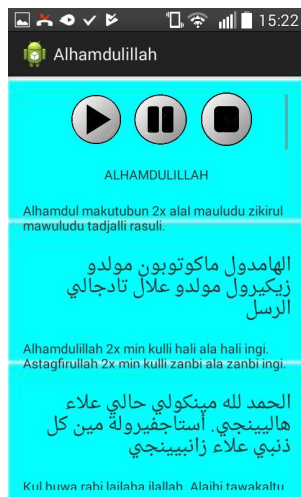 15:22
Alhamdulillah
ALHAMDULILLAH
Alhamdul makutubun 2x alal mauludu zikirul
mawuludu tadjalli rasuli.
الهامدول ماكوتوبون مولدو
زيكيرول مولدو علال تادجالي
الرسل
Alhamdulillah 2x min kulli hali ala hali ingi.
Astagfirullah 2x min kulli zanbi ala zanbi ingi.
الحمد لله مينكولي حالي علاء
هاليينجي. أستاجفيرولة مين كل
ذنبي علاء زانبيينجي
Kul huwa rabi lailaha ilallah. Alaihi tawakaltu